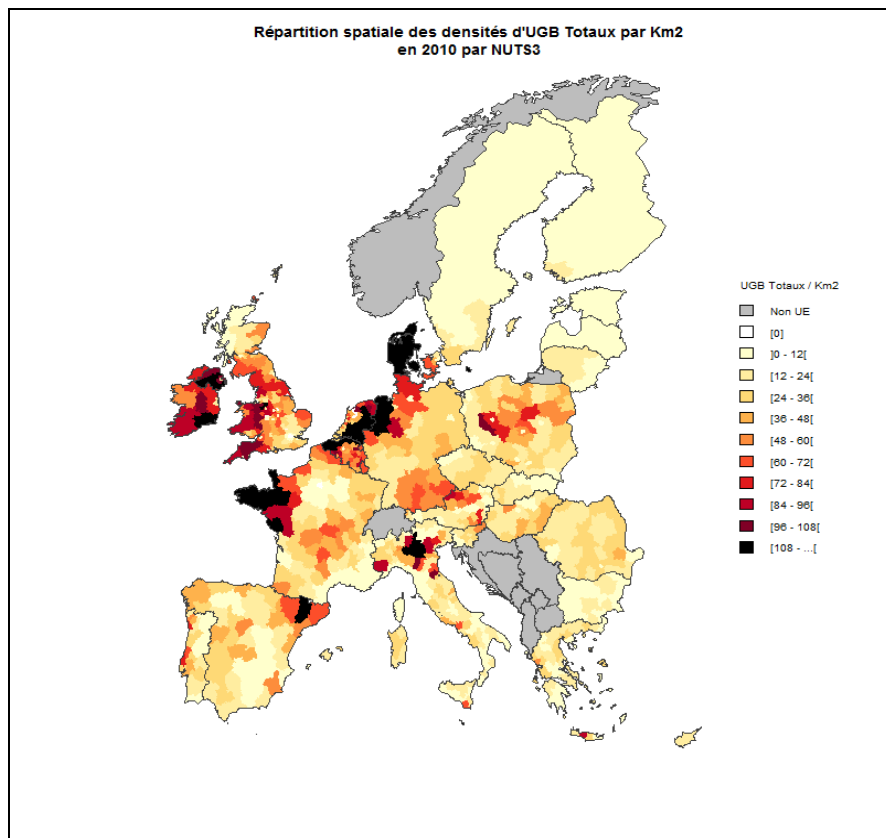 Répartition spatiale des densités d'UGB Totaux par Km2
en 2010 par NUTS3
UGB Totaux / Km2
Non UE
[0]
]0 - 12[
[12 - 24[
[24 - 36[
[36 - 48[
[48 - 60[
[60 - 72[
[72 - 84[
[84 - 96[
[96 - 108[
[108 - ...[